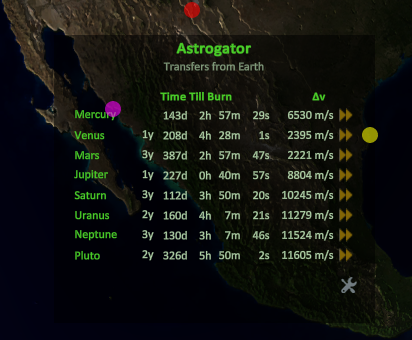 Astrogator
Transfers from Earth
Time Till Burn Δv
Mercury 143d 2h 57m 29s 6530 m/s
Venus 1y 208d 4h 28m 1s 2395 m/s
Mars 3y 387d 2h 57m 47s 2221 m/s
Jupiter 1y 227d 0h 40m 57s 8804 m/s
Saturn 3y 112d 3h 50m 20s 10245 m/s
Uranus 2y 160d 4h 7m 21s 11279 m/s
Neptune 3y 130d 3h 7m 46s 11524 m/s
Pluto 2y 326d 5h 50m 2s 11605 m/s